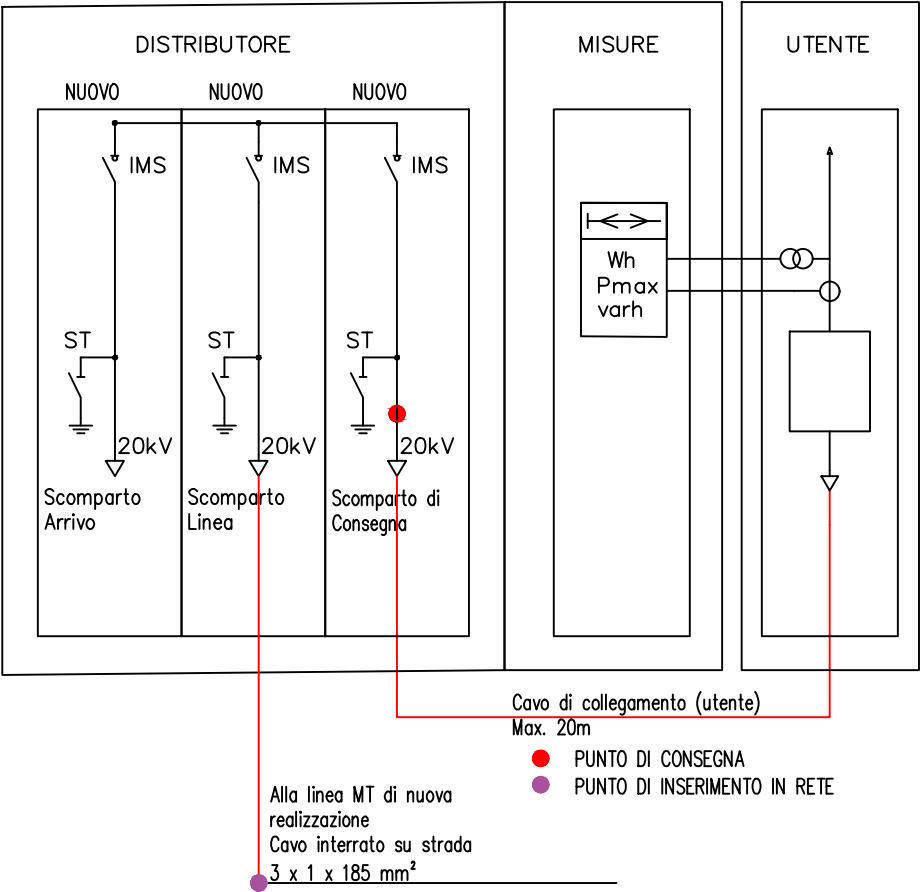 DISTRIBUTORE
MISURE
UTENTE
NUOVO
NUOVO
NUOVO
IMS
IMS
IMS
Wh
Pmax
varh
ST
ST
ST
20kV
20kV
20kV
Scomparto
Arrivo
Scomparto
Linea
Scomparto di
Consegna
Cavo di collegamento (utente)
Max. 20m
PUNTO DI CONSEGNA
PUNTO DI INSERIMENTO IN RETE
Alla linea MT di nuova
realizzazione
Cavo interrato su strada
3 x 1 x 185 mm²